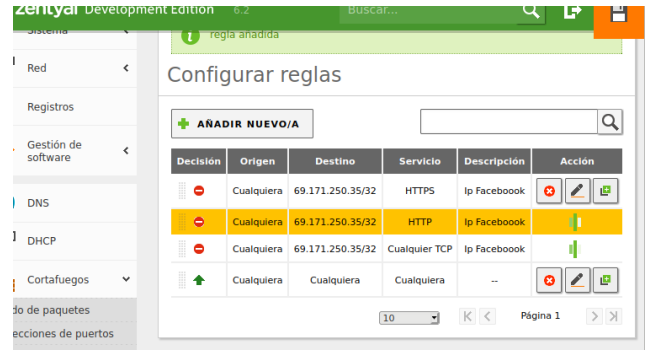 zentyal Development Edition 6.2 Buscar...
Sistema
regla añadida
Red
Configurar reglas
Registros
AÑADIR NUEVO/A
Gestión de
software
Decisión Origen Destino Servicio Descripción Acción
Cualquiera 69.171.250.35/32 HTTPS Ip Faceboook
DNS
Cualquiera 69.171.250.35/32 HTTP Ip Faceboook
DHCP
Cualquiera 69.171.250.35/32 Cualquier TCP Ip Faceboook
Cortafuegos
Cualquiera Cualquiera Cualquiera --
do de paquetes
10 Página 1
ecciones de puertos